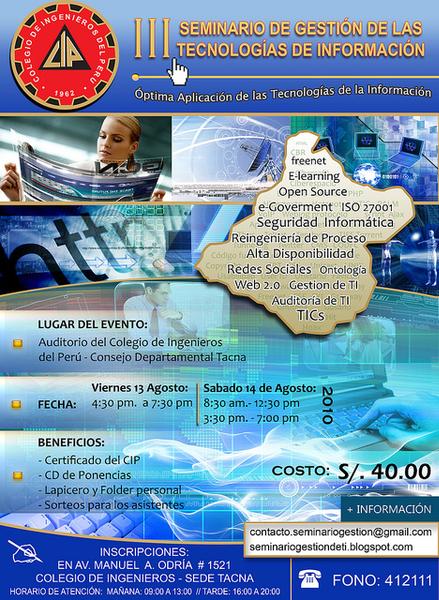 COLEGIO DE INGENIEROS DEL PERU
CIP
1962
III SEMINARIO DE GESTIÓN DE LAS
TECNOLOGÍAS DE INFORMACIÓN
Óptima Aplicación de las Tecnologías de la Información
CBR
freenet
E-learning
Open Source
e-Goverment ISO 27001
Seguridad Informática
Reingeniería de Proceso
Alta Disponibilidad
Redes Sociales Ontología
Web 2.0 Gestion de TI
Auditoría de TI
TICs
http
LUGAR DEL EVENTO:
Auditorio del Colegio de Ingenieros
del Perú - Consejo Departamental Tacna
FECHA:
Viernes 13 Agosto:
4:30 pm. a 7:30 pm
Sabado 14 de Agosto:
8:30 am.- 12:30 pm
3:30 pm. - 7:00 pm
2010
BENEFICIOS:
- Certificado del CIP
- CD de Ponencias
- Lapicero y Folder personal
- Sorteos para los asistentes
COSTO: S/. 40.00
+ INFORMACIÓN
contacto.seminariogestion@gmail.com
seminariogestiondeti.blogspot.com
INSCRIPCIONES:
EN AV. MANUEL A. ODRÍA # 1521
COLEGIO DE INGENIEROS - SEDE TACNA
HORARIO DE ATENCIÓN: MAÑANA: 09:00 A 13:00 // TARDE: 16:00 A 20:00
FONO: 412111